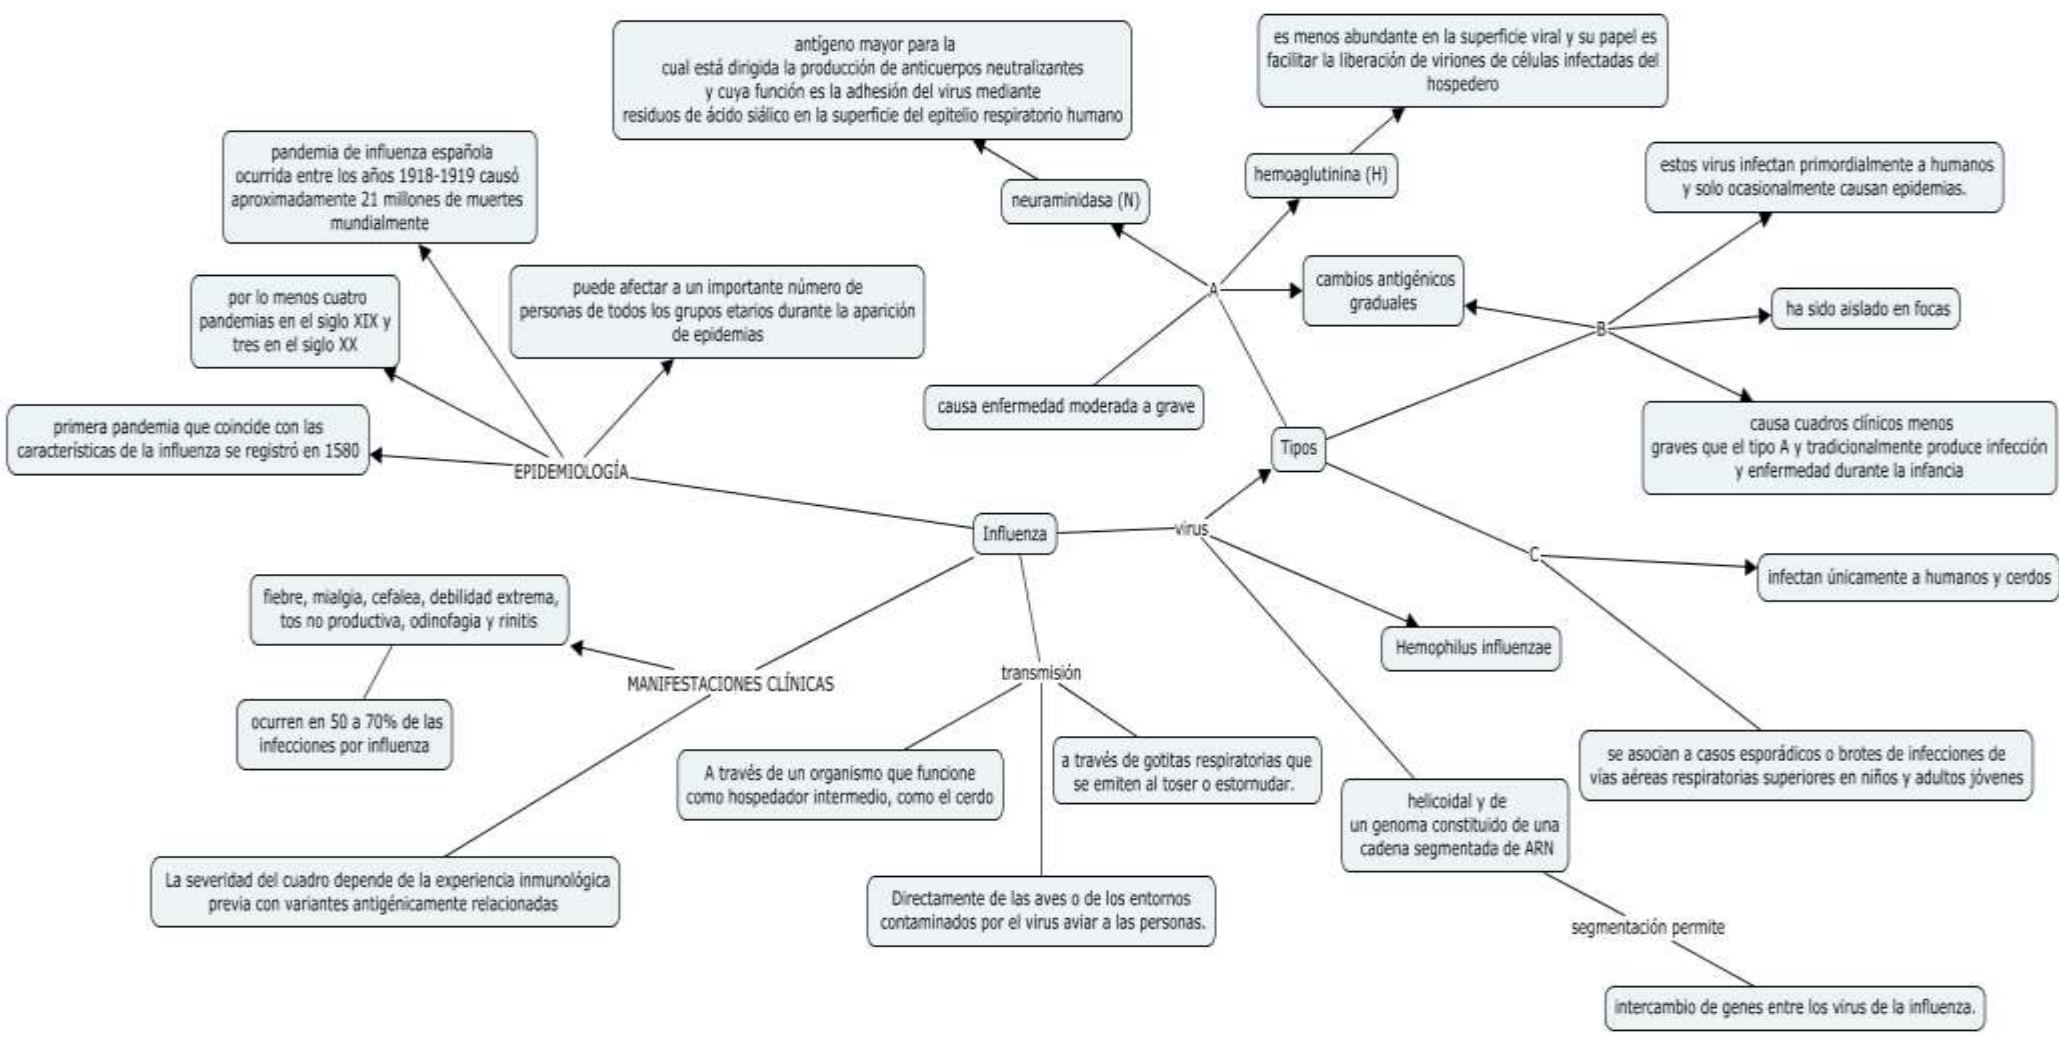 antígeno mayor para la
cual está dirigida la producción de anticuerpos neutralizantes
y cuya función es la adhesión del virus mediante
residuos de ácido siálico en la superficie del epitelio respiratorio humano
es menos abundante en la superficie viral y su papel es
facilitar la liberación de viriones de células infectadas del
hospedero
pandemia de influenza española
ocurrida entre los años 1918-1919 causó
aproximadamente 21 millones de muertes
mundialmente
neuraminidasa (N)
hemoaglutinina (H)
estos virus infectan primordialmente a humanos
y solo ocasionalmente causan epidemias.
por lo menos cuatro
pandemias en el siglo XIX y
tres en el siglo XX
puede afectar a un importante número de
personas de todos los grupos etarios durante la aparición
de epidemias
A
cambios antigénicos
graduales
B
ha sido aislado en focas
primera pandemia que coincide con las
características de la influenza se registró en 1580
causa enfermedad moderada a grave
Tipos
causa cuadros clínicos menos
graves que el tipo A y tradicionalmente produce infección
y enfermedad durante la infancia
EPIDEMIOLOGÍA
Influenza
virus
C
infectan únicamente a humanos y cerdos
fiebre, mialgia, cefalea, debilidad extrema,
tos no productiva, odinofagia y rinitis
Hemophilus influenzae
MANIFESTACIONES CLÍNICAS
transmisión
ocurren en 50 a 70% de las
infecciones por influenza
A través de un organismo que funcione
como hospedador intermedio, como el cerdo
a través de gotitas respiratorias que
se emiten al toser o estornudar.
se asocian a casos esporádicos o brotes de infecciones de
vías aéreas respiratorias superiores en niños y adultos jóvenes
helicoidal y de
un genoma constituido de una
cadena segmentada de ARN
La severidad del cuadro depende de la experiencia inmunológica
previa con variantes antigénicamente relacionadas
Directamente de las aves o de los entornos
contaminados por el virus aviar a las personas.
segmentación permite
intercambio de genes entre los virus de la influenza.